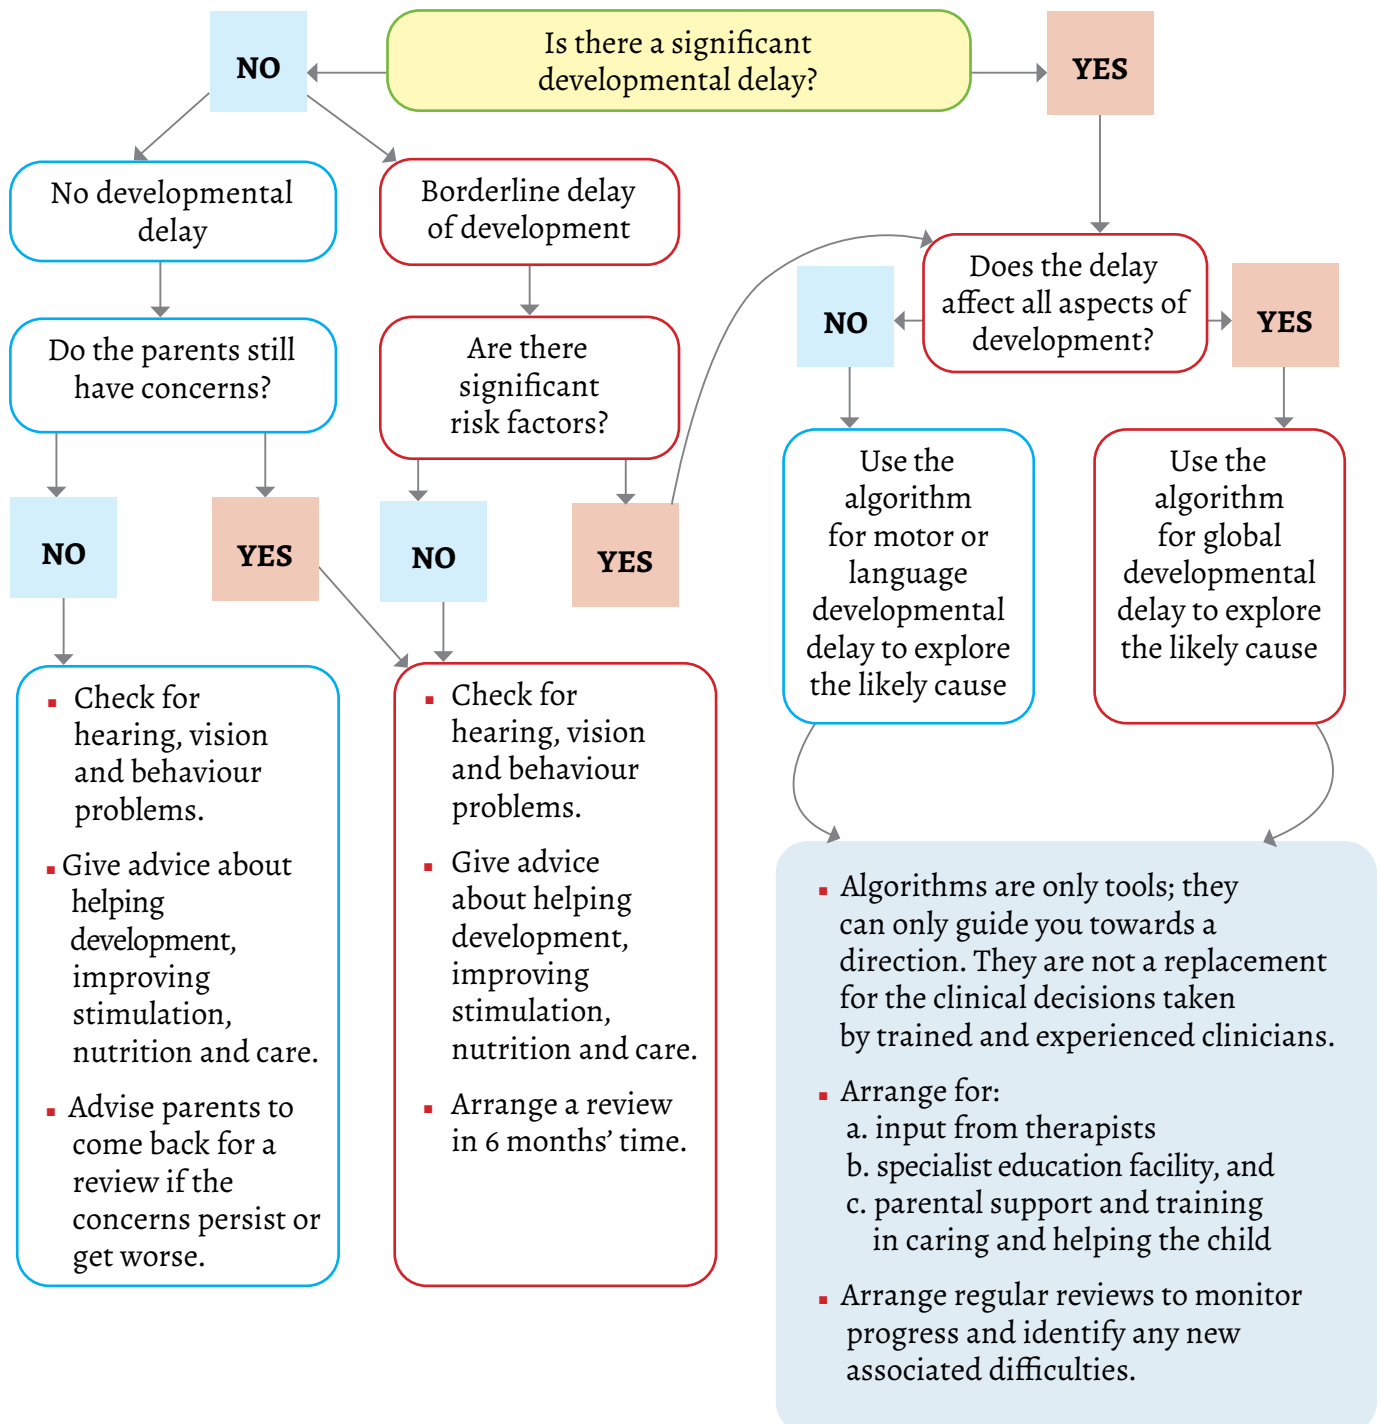 Is there a significant
developmental delay?
NO
YES
No developmental
delay
Borderline delay
of development
Does the delay
affect all aspects of
development?
NO
YES
Do the parents still
have concerns?
Are there
significant
risk factors?
NO
YES
NO
YES
Use the
algorithm
for motor or
language
developmental
delay to explore
the likely cause
Use the
algorithm
for global
developmental
delay to explore
the likely cause
▪ Check for
hearing, vision
and behaviour
problems.
▪ Give advice about
helping
development,
improving
stimulation,
nutrition and care.
▪ Advise parents to
come back for a
review if the
concerns persist or
get worse.
▪ Check for
hearing, vision
and behaviour
problems.
▪ Give advice
about helping
development,
improving
stimulation,
nutrition and care.
▪ Arrange a review
in 6 months’ time.
▪ Algorithms are only tools; they
can only guide you towards a
direction. They are not a replacement
for the clinical decisions taken
by trained and experienced clinicians.
▪ Arrange for:
a. input from therapists
b. specialist education facility, and
c. parental support and training
in caring and helping the child
▪ Arrange regular reviews to monitor
progress and identify any new
associated difficulties.